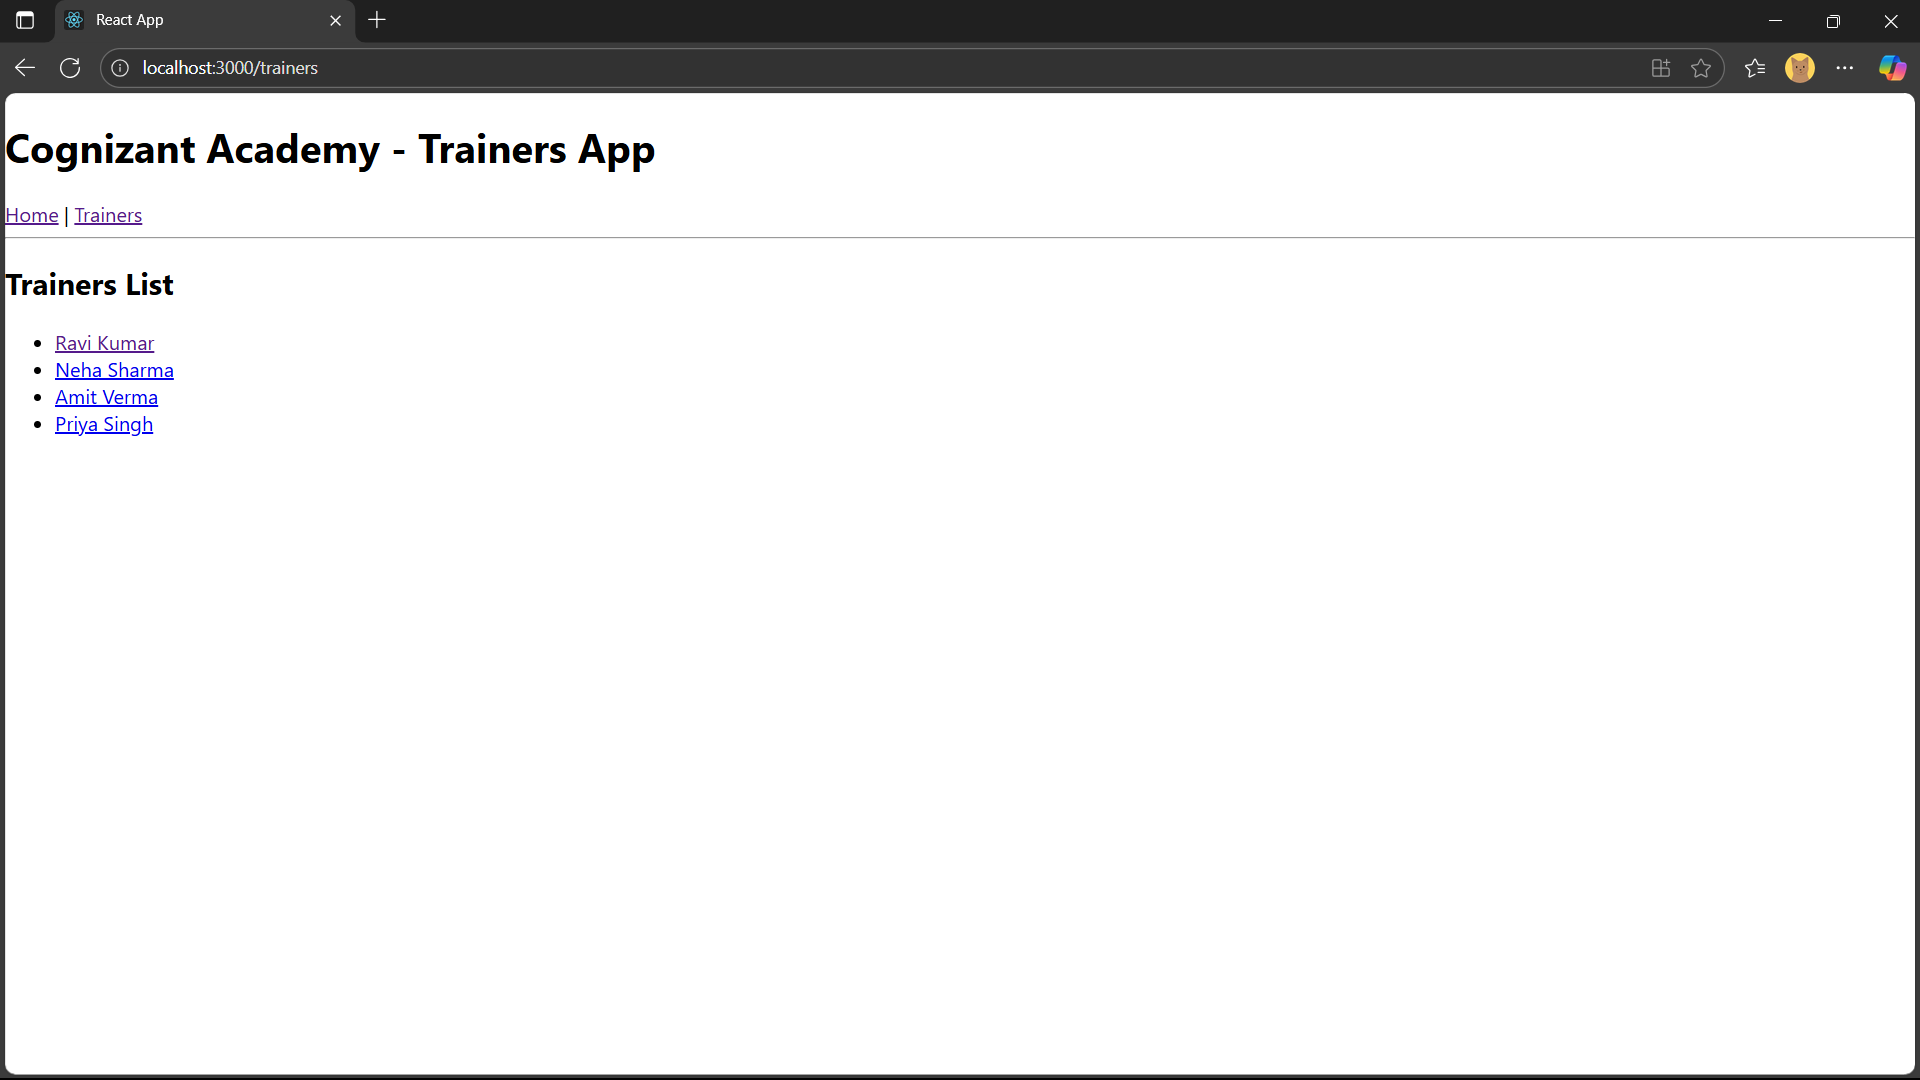 React App
localhost:3000/trainers
Cognizant Academy - Trainers App
Home | Trainers
Trainers List
Ravi Kumar
Neha Sharma
Amit Verma
Priya Singh